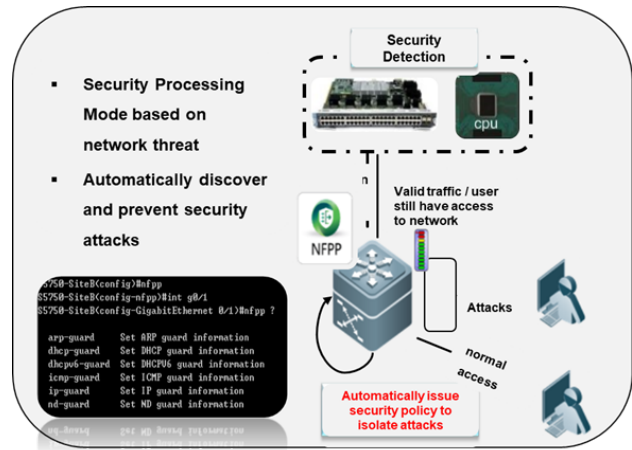 Security
Detection
▪ Security Processing
Mode based on
network threat
▪ Automatically discover
and prevent security
attacks
cpu
n
Valid traffic / user
still have access
to network
NFPP
S5750-SiteB(config)#nfpp
S5750-SiteB(config-nfpp)#int g0/1
S5750-SiteB(config-GigabitEthernet 0/1)#nfpp ?
arp-guard Set ARP guard information
dhcp-guard Set DHCP guard information
dhcpv6-guard Set DHCPV6 guard information
icmp-guard Set ICMP guard information
ip-guard Set IP guard information
nd-guard Set ND guard information
Attacks
normal
access
Automatically issue
security policy to
isolate attacks